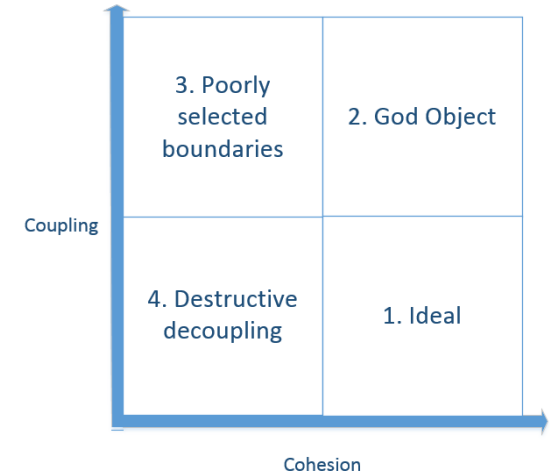 3. Poorly
selected
boundaries
2. God Object
Coupling
4. Destructive
decoupling
1. Ideal
Cohesion